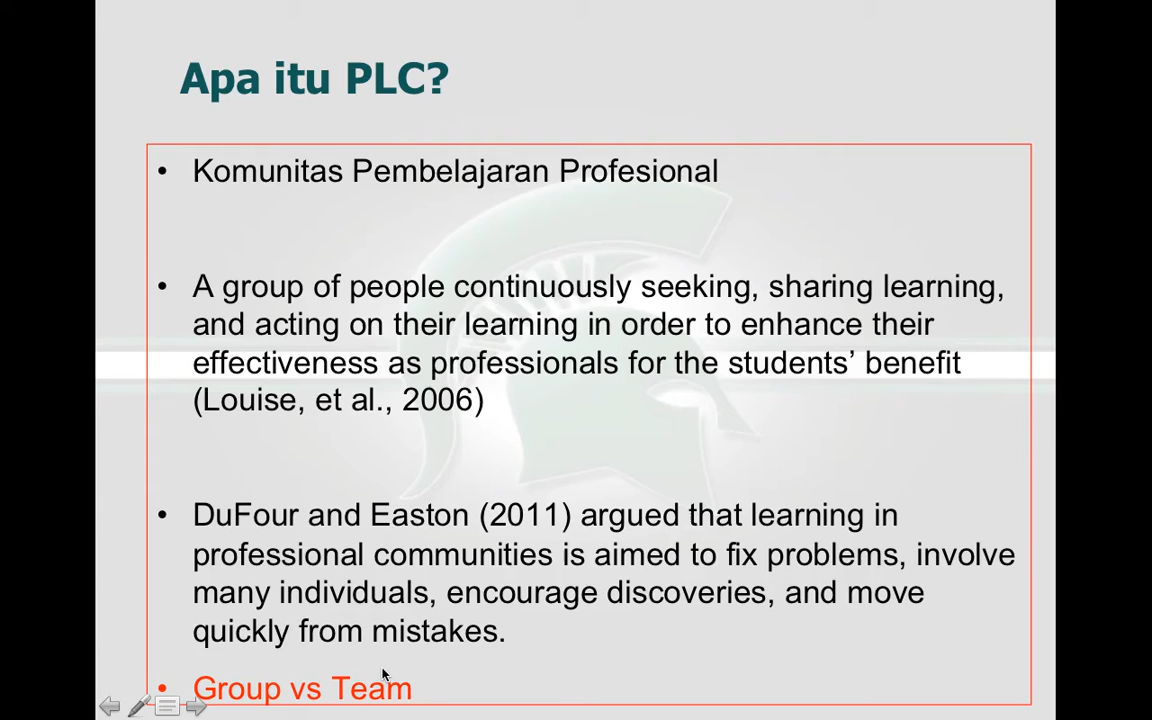 Apa itu PLC?
• Komunitas Pembelajaran Profesional
• A group of people continuously seeking, sharing learning,
and acting on their learning in order to enhance their
effectiveness as professionals for the students’ benefit
(Louise, et al., 2006)
• DuFour and Easton (2011) argued that learning in
professional communities is aimed to fix problems, involve
many individuals, encourage discoveries, and move
quickly from mistakes.
• Group vs Team